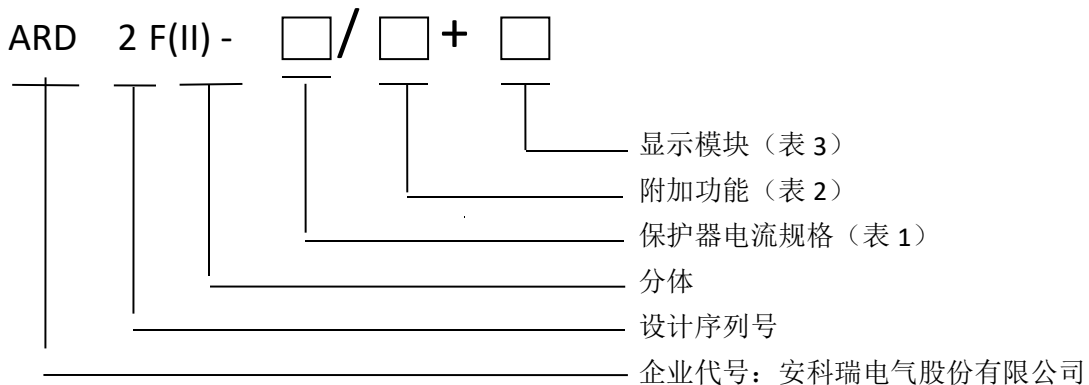 ARD 2 F(II) - □/□+□
显示模块（表 3）
附加功能（表 2）
保护器电流规格（表 1）
分体
设计序列号
企业代号：安科瑞电气股份有限公司